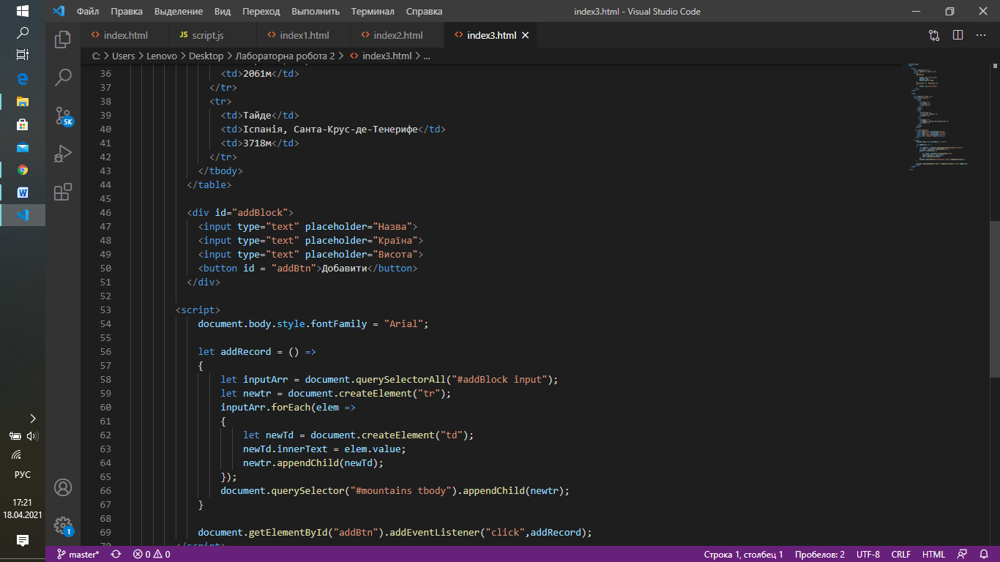 Файл Правка Выделение Вид Переход Выполнить Терминал Справка index3.html - Visual Studio Code
index.html JS script.js index1.html index2.html index3.html
C: > Users > Lenovo > Desktop > Лабораторна робота 2 > index3.html > ...
36 <td>2061м</td>
37 </tr>
38 <tr>
39 <td>Тайде</td>
40 <td>Іспанія, Санта-Крус-де-Тенерифе</td>
41 <td>3718м</td>
42 </tr>
43 </tbody>
44 </table>
45
46 <div id="addBlock">
47 <input type="text" placeholder="Назва">
48 <input type="text" placeholder="Країна">
49 <input type="text" placeholder="Висота">
50 <button id = "addBtn">Добавити</button>
51 </div>
52
53 <script>
54 document.body.style.fontFamily = "Arial";
55
56 let addRecord = () =>
57 {
58 let inputArr = document.querySelectorAll("#addBlock input");
59 let newtr = document.createElement("tr");
60 inputArr.forEach(elem =>
61 {
62 let newTd = document.createElement("td");
63 newTd.innerText = elem.value;
64 newtr.appendChild(newTd);
65 });
66 document.querySelector("#mountains tbody").appendChild(newtr);
67 }
68
69 document.getElementById("addBtn").addEventListener("click",addRecord);
70 </script>
5K
1
РУС
17:21
18.04.2021
master* 0 0 Строка 1, столбец 1 Пробелов: 2 UTF-8 CRLF HTML